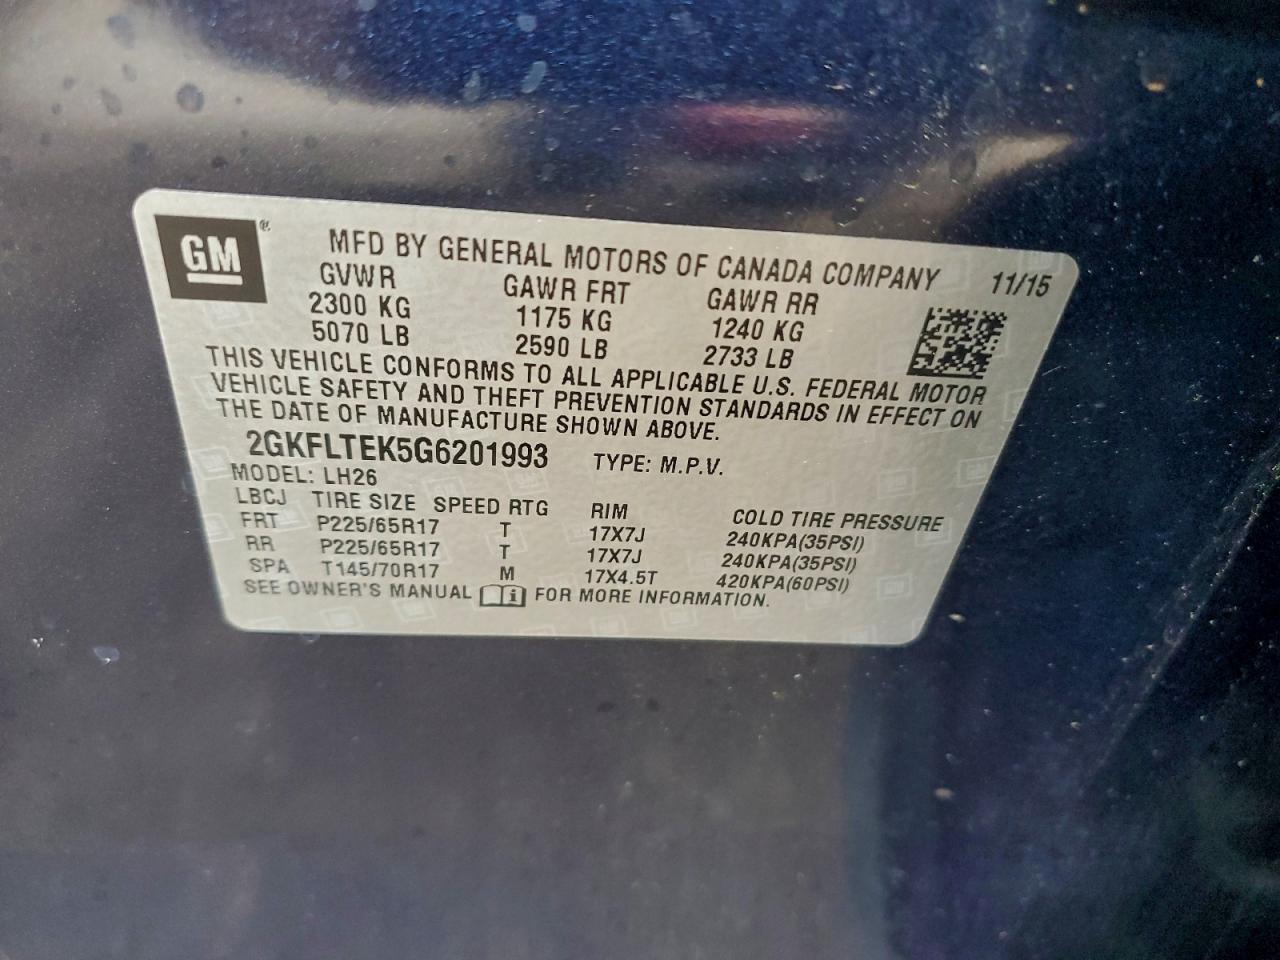 GM®
MFD BY GENERAL MOTORS OF CANADA COMPANY 11/15
GVWR GAWR FRT GAWR RR
2300 KG 1175 KG 1240 KG
5070 LB 2590 LB 2733 LB
THIS VEHICLE CONFORMS TO ALL APPLICABLE U.S. FEDERAL MOTOR
VEHICLE SAFETY AND THEFT PREVENTION STANDARDS IN EFFECT ON
THE DATE OF MANUFACTURE SHOWN ABOVE.
2GKFLTEK5G6201993 TYPE: M.P.V.
MODEL: LH26
LBCJ TIRE SIZE SPEED RTG RIM COLD TIRE PRESSURE
FRT P225/65R17 T 17X7J 240KPA(35PSI)
RR P225/65R17 T 17X7J 240KPA(35PSI)
SPA T145/70R17 M 17X4.5T 420KPA(60PSI)
SEE OWNER'S MANUAL i FOR MORE INFORMATION.